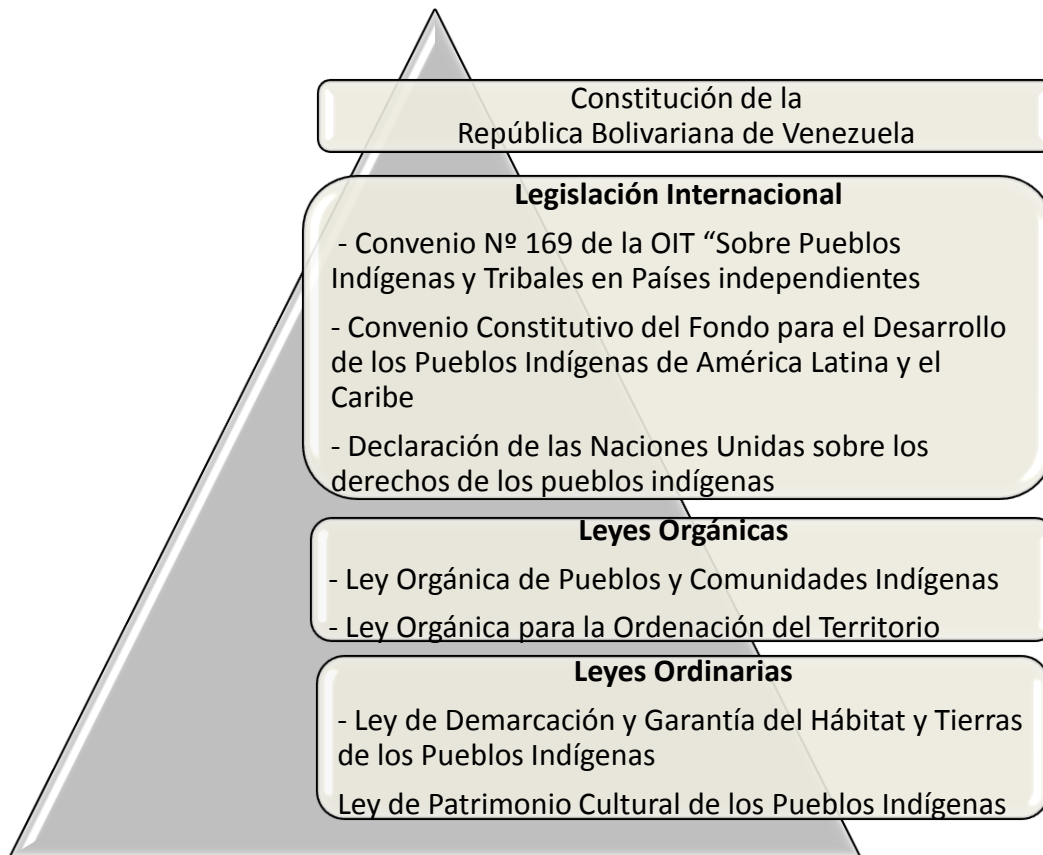 Constitución de la
República Bolivariana de Venezuela
Legislación Internacional
- Convenio Nº 169 de la OIT “Sobre Pueblos
Indígenas y Tribales en Países independientes
- Convenio Constitutivo del Fondo para el Desarrollo
de los Pueblos Indígenas de América Latina y el
Caribe
- Declaración de las Naciones Unidas sobre los
derechos de los pueblos indígenas
Leyes Orgánicas
- Ley Orgánica de Pueblos y Comunidades Indígenas
- Ley Orgánica para la Ordenación del Territorio
Leyes Ordinarias
- Ley de Demarcación y Garantía del Hábitat y Tierras
de los Pueblos Indígenas
Ley de Patrimonio Cultural de los Pueblos Indígenas